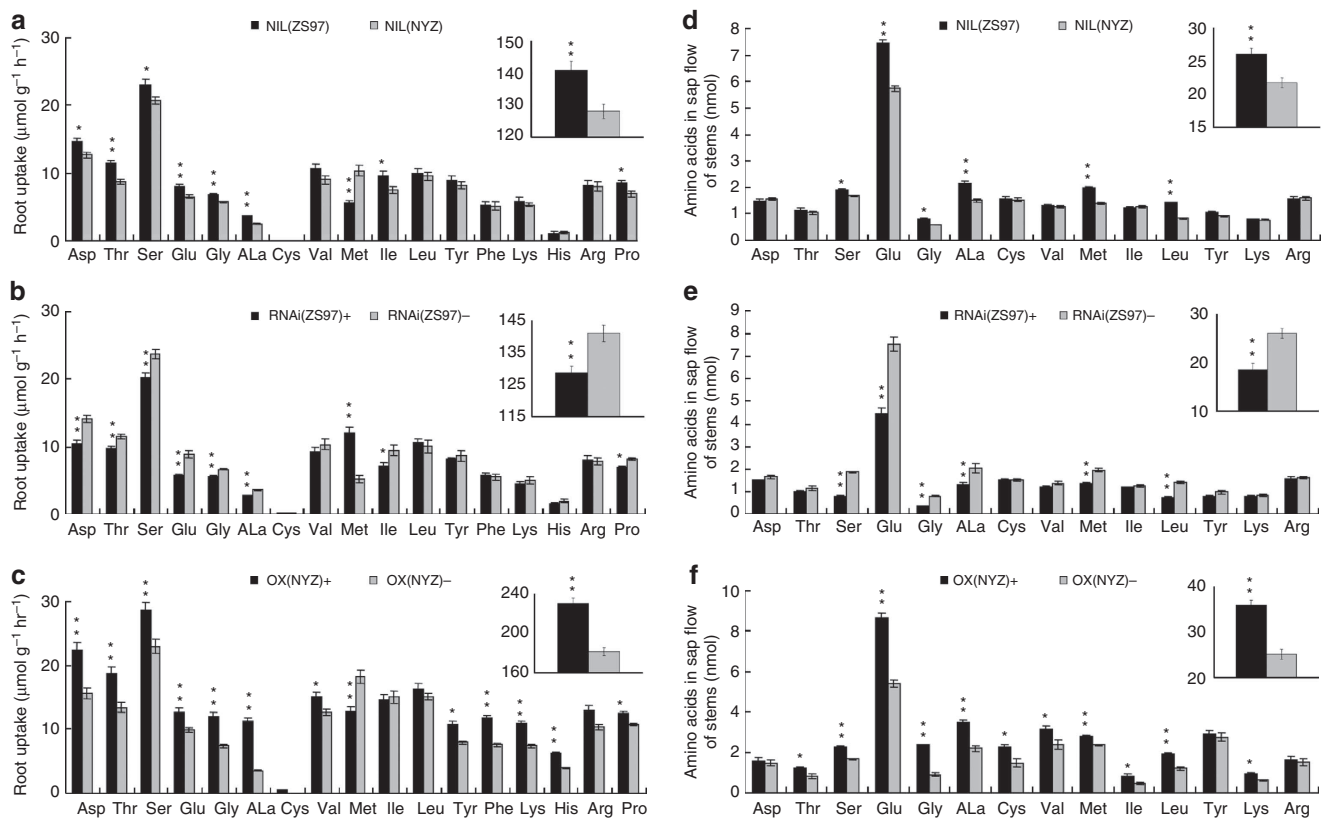 a
NIL(ZS97) NIL(NYZ)
Root uptake (μmol g⁻¹ h⁻¹)
30
20
10
0
150
140
130
120
* ** * ** ** ** ** * * **
Asp Thr Ser Glu Gly ALa Cys Val Met Ile Leu Tyr Phe Lys His Arg Pro
b
RNAi(ZS97)+ RNAi(ZS97)–
Root uptake (μmol g⁻¹ h⁻¹)
30
20
10
0
145
135
125
115
** ** ** ** ** ** ** * * **
Asp Thr Ser Glu Gly ALa Cys Val Met Ile Leu Tyr Phe Lys His Arg Pro
c
OX(NYZ)+ OX(NYZ)–
Root uptake (μmol g⁻¹ hr⁻¹)
30
20
10
0
240
200
180
160
** ** ** ** ** ** * ** * ** ** ** * **
Asp Thr Ser Glu Gly ALa Cys Val Met Ile Leu Tyr Phe Lys His Arg Pro
d
NIL(ZS97) NIL(NYZ)
Amino acids in sap flow
of stems (nmol)
8
7
6
5
4
3
2
1
0
30
25
20
15
* ** * ** ** ** **
Asp Thr Ser Glu Gly ALa Cys Val Met Ile Leu Tyr Lys Arg
e
RNAi(ZS97)+ RNAi(ZS97)–
Amino acids in sap flow
of stems (nmol)
9
8
7
6
5
4
3
2
1
0
30
20
10
** ** ** ** ** ** **
Asp Thr Ser Glu Gly ALa Cys Val Met Ile Leu Tyr Lys Arg
f
OX(NYZ)+ OX(NYZ)–
Amino acids in sap flow
of stems (nmol)
10
8
6
4
2
0
40
30
20
* ** ** ** ** * ** ** * ** * **
Asp Thr Ser Glu Gly ALa Cys Val Met Ile Leu Tyr Lys Arg